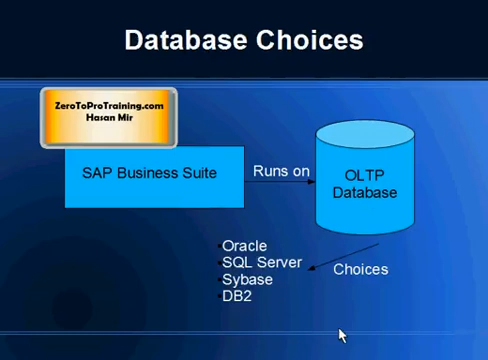 Database Choices
ZeroToProTraining.com
Hasan Mir
SAP Business Suite
Runs on
OLTP
Database
•Oracle
•SQL Server
•Sybase
•DB2
Choices